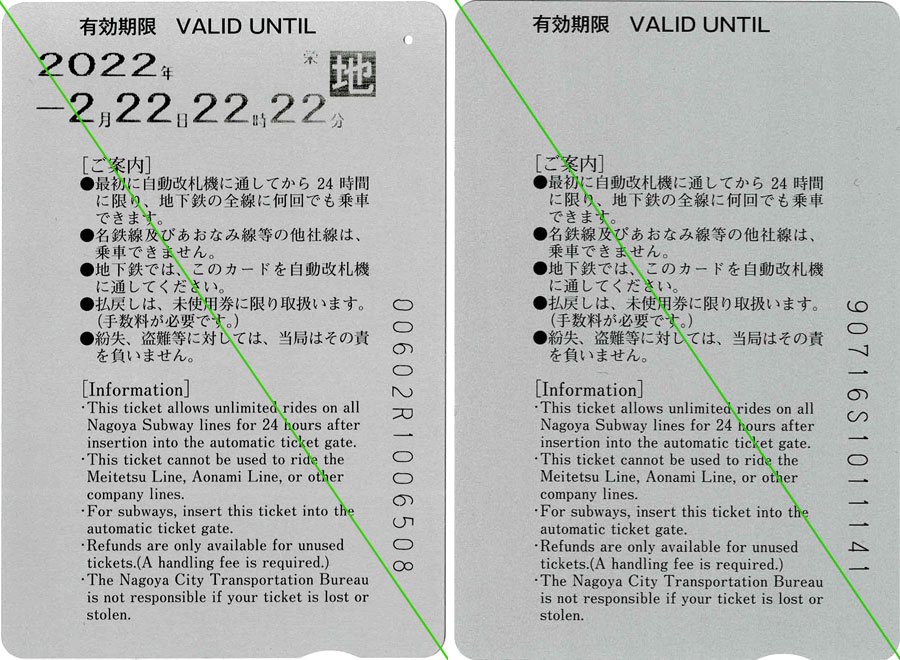 有効期限 VALID UNTIL
2022年 栄 地
-2月22日22時22分
[ご案内]
●最初に自動改札機に通してから 24 時間
に限り、地下鉄の全線に何回でも乗車
できます。
●名鉄線及びあおなみ線等の他社線は、
乗車できません。
●地下鉄では、このカードを自動改札機
に通してください。
●払戻しは、未使用券に限り取扱います。
(手数料が必要です。)
●紛失、盗難等に対しては、当局はその責
を負いません。
[Information]
·This ticket allows unlimited rides on all
Nagoya Subway lines for 24 hours after
insertion into the automatic ticket gate.
·This ticket cannot be used to ride the
Meitetsu Line, Aonami Line, or other
company lines.
·For subways, insert this ticket into the
automatic ticket gate.
·Refunds are only available for unused
tickets.(A handling fee is required.)
·The Nagoya City Transportation Bureau
is not responsible if your ticket is lost or
stolen.
00602R1006508
有効期限 VALID UNTIL
[ご案内]
●最初に自動改札機に通してから 24 時間
に限り、地下鉄の全線に何回でも乗車
できます。
●名鉄線及びあおなみ線等の他社線は、
乗車できません。
●地下鉄では、このカードを自動改札機
に通してください。
●払戻しは、未使用券に限り取扱います。
(手数料が必要です。)
●紛失、盗難等に対しては、当局はその責
を負いません。
[Information]
·This ticket allows unlimited rides on all
Nagoya Subway lines for 24 hours after
insertion into the automatic ticket gate.
·This ticket cannot be used to ride the
Meitetsu Line, Aonami Line, or other
company lines.
·For subways, insert this ticket into the
automatic ticket gate.
·Refunds are only available for unused
tickets.(A handling fee is required.)
·The Nagoya City Transportation Bureau
is not responsible if your ticket is lost or
stolen.
90716S1011141